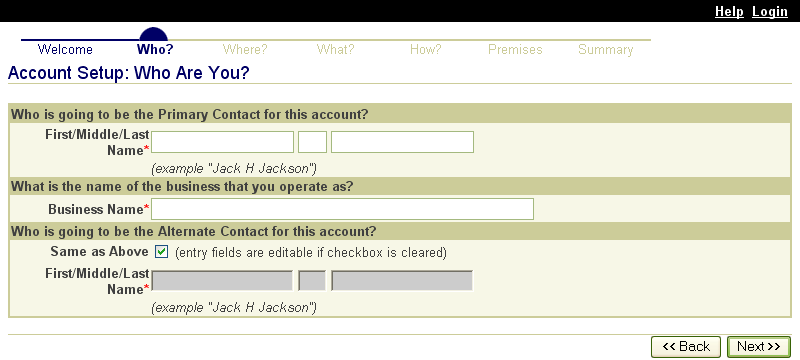 Help Login
Welcome Who? Where? What? How? Premises Summary
Account Setup: Who Are You?
Who is going to be the Primary Contact for this account?
First/Middle/Last
Name*
(example "Jack H Jackson")
What is the name of the business that you operate as?
Business Name*
Who is going to be the Alternate Contact for this account?
Same as Above (entry fields are editable if checkbox is cleared)
First/Middle/Last
Name*
(example "Jack H Jackson")
<< Back Next >>